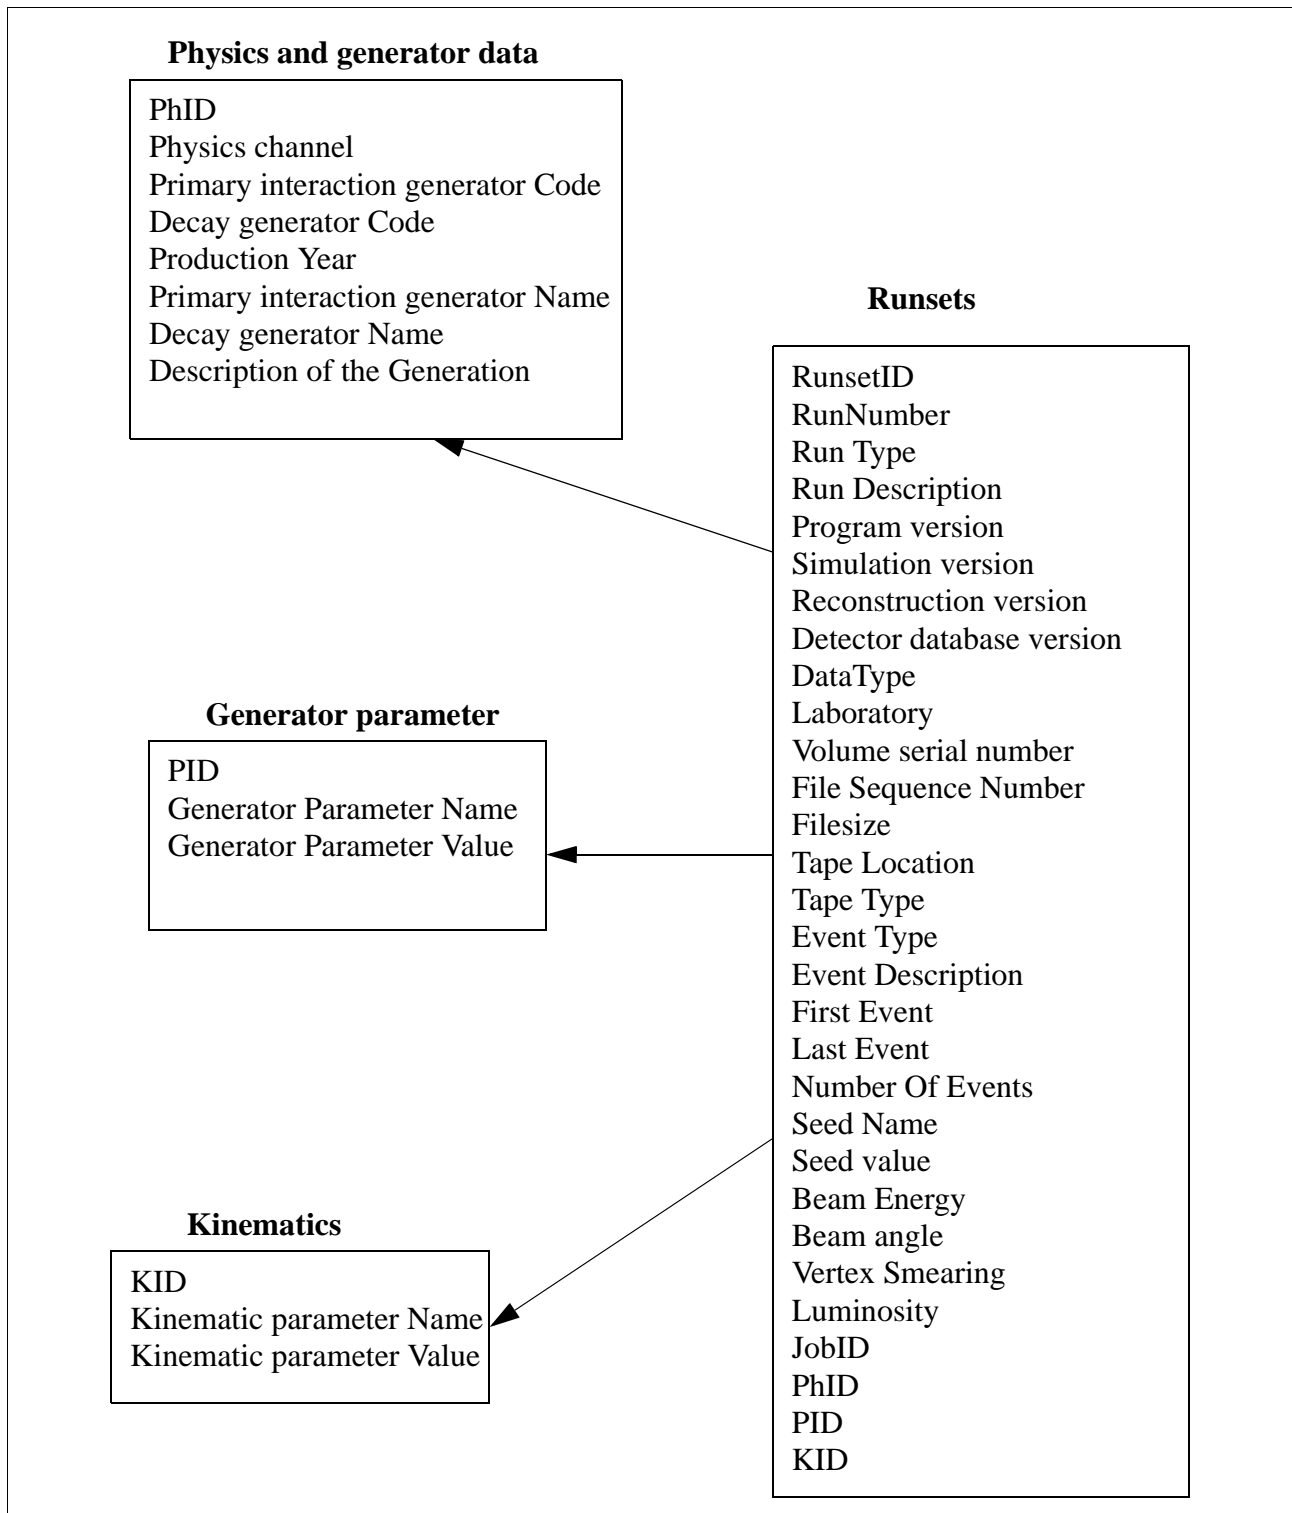 Physics and generator data
PhID
Physics channel
Primary interaction generator Code
Decay generator Code
Production Year
Primary interaction generator Name
Decay generator Name
Description of the Generation
Generator parameter
PID
Generator Parameter Name
Generator Parameter Value
Kinematics
KID
Kinematic parameter Name
Kinematic parameter Value
Runsets
RunsetID
RunNumber
Run Type
Run Description
Program version
Simulation version
Reconstruction version
Detector database version
DataType
Laboratory
Volume serial number
File Sequence Number
Filesize
Tape Location
Tape Type
Event Type
Event Description
First Event
Last Event
Number Of Events
Seed Name
Seed value
Beam Energy
Beam angle
Vertex Smearing
Luminosity
JobID
PhID
PID
KID